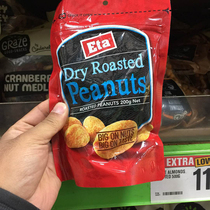 graze
CRANBERRY
NUT MEDLEY
Eta
Dry Roasted
Peanuts
ROASTED PEANUTS 200g Net
BIG ON NUTS
BIG ON
EXTRA LOW
ALMONDS
11